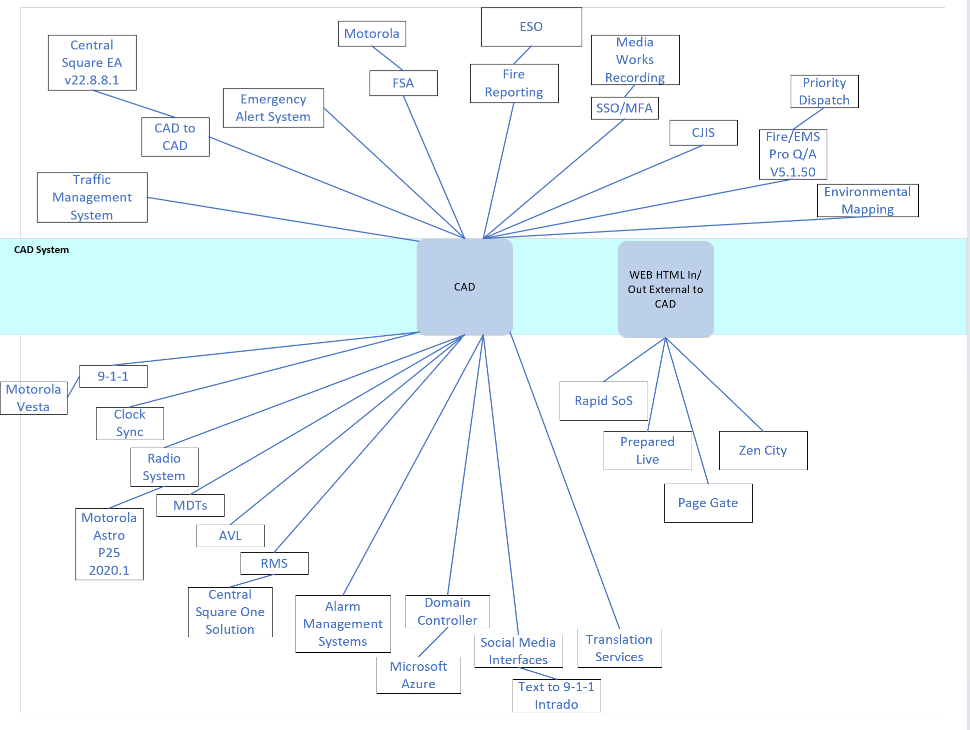 Central
Square EA
v22.8.8.1
Motorola
ESO
Media
Works
Recording
FSA
Fire
Reporting
Priority
Dispatch
Emergency
Alert System
SSO/MFA
CAD to
CAD
CJIS
Fire/EMS
Pro Q/A
V5.1.50
Traffic
Management
System
Environmental
Mapping
CAD System
CAD
WEB HTML In/
Out External to
CAD
9-1-1
Motorola
Vesta
Clock
Sync
Radio
System
MDTs
Motorola
Astro
P25
2020.1
AVL
RMS
Central
Square One
Solution
Alarm
Management
Systems
Domain
Controller
Microsoft
Azure
Social Media
Interfaces
Text to 9-1-1
Intrado
Translation
Services
Rapid SoS
Prepared
Live
Zen City
Page Gate